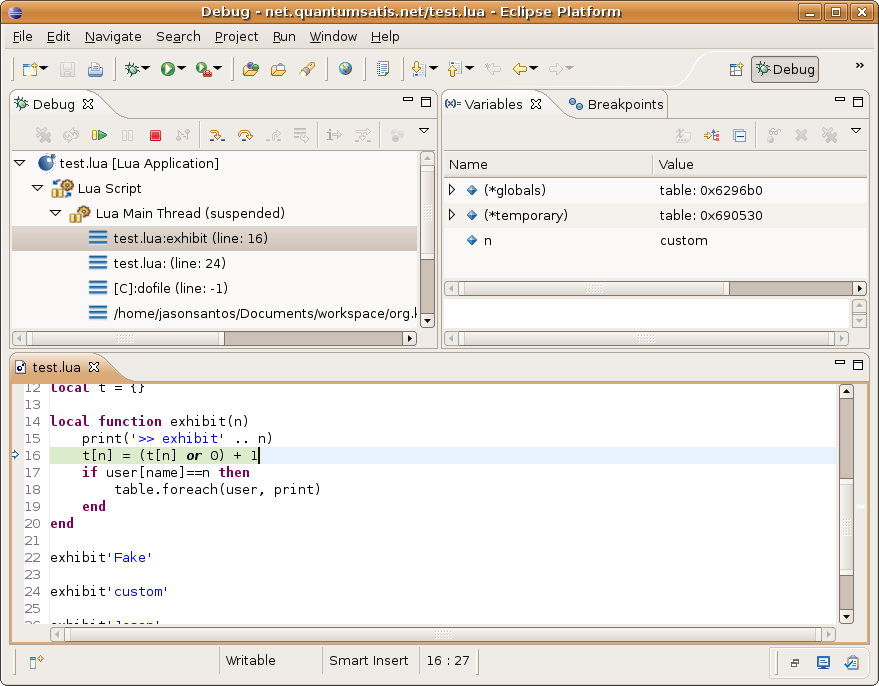 Debug - net.quantumsatis.net/test.lua - Eclipse Platform
File Edit Navigate Search Project Run Window Help
Debug »
Debug
test.lua [Lua Application]
Lua Script
Lua Main Thread (suspended)
test.lua:exhibit (line: 16)
test.lua: (line: 24)
[C]:dofile (line: -1)
/home/jasonsantos/Documents/workspace/org.k
(x)= Variables Breakpoints
Name Value
(*globals) table: 0x6296b0
(*temporary) table: 0x690530
n custom
test.lua
12 local t = {}
13
14 local function exhibit(n)
15 print('>> exhibit' .. n)
16 t[n] = (t[n] or 0) + 1
17 if user[name]==n then
18 table.foreach(user, print)
19 end
20 end
21
22 exhibit'Fake'
23
24 exhibit'custom'
25
Writable Smart Insert 16 : 27